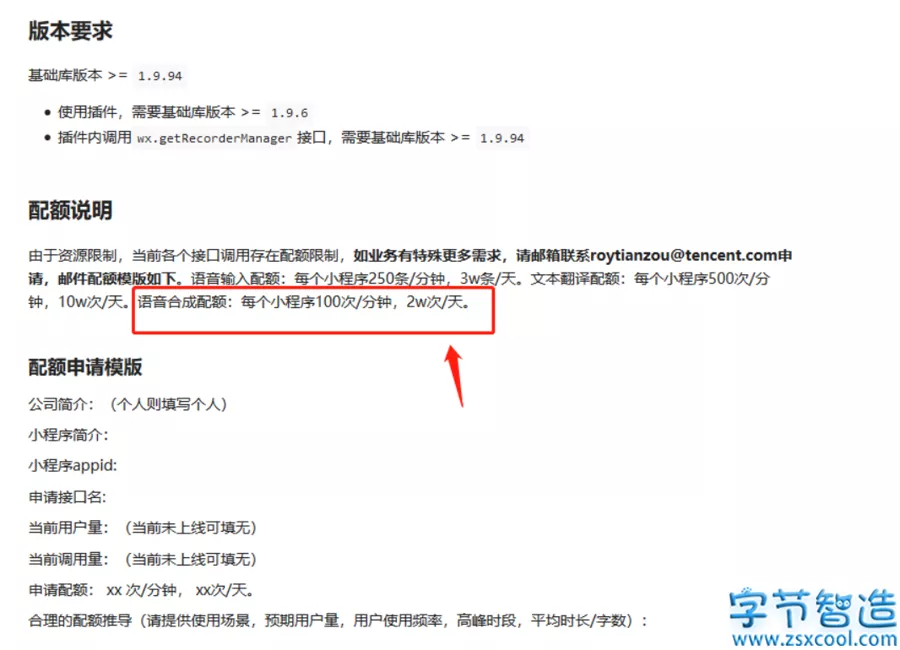 版本要求
基础库版本 >= 1.9.94
• 使用插件，需要基础库版本 >= 1.9.6
• 插件内调用 wx.getRecorderManager 接口，需要基础库版本 >= 1.9.94
配额说明
由于资源限制，当前各个接口调用存在配额限制，如业务有特殊更多需求，请邮箱联系roytianzou@tencent.com申
请，邮件配额模版如下。语音输入配额：每个小程序250条/分钟，3w条/天。文本翻译配额：每个小程序500次/分
钟，10w次/天。语音合成配额：每个小程序100次/分钟，2w次/天。
配额申请模版
公司简介：（个人则填写个人）
小程序简介：
小程序appid:
申请接口名:
当前用户量：（当前未上线可填无）
当前调用量：（当前未上线可填无）
申请配额： xx 次/分钟， xx次/天。
合理的配额推导（请提供使用场景，预期用户量，用户使用频率，高峰时段，平均时长/字数）：
字节智造
www.zsxcool.com